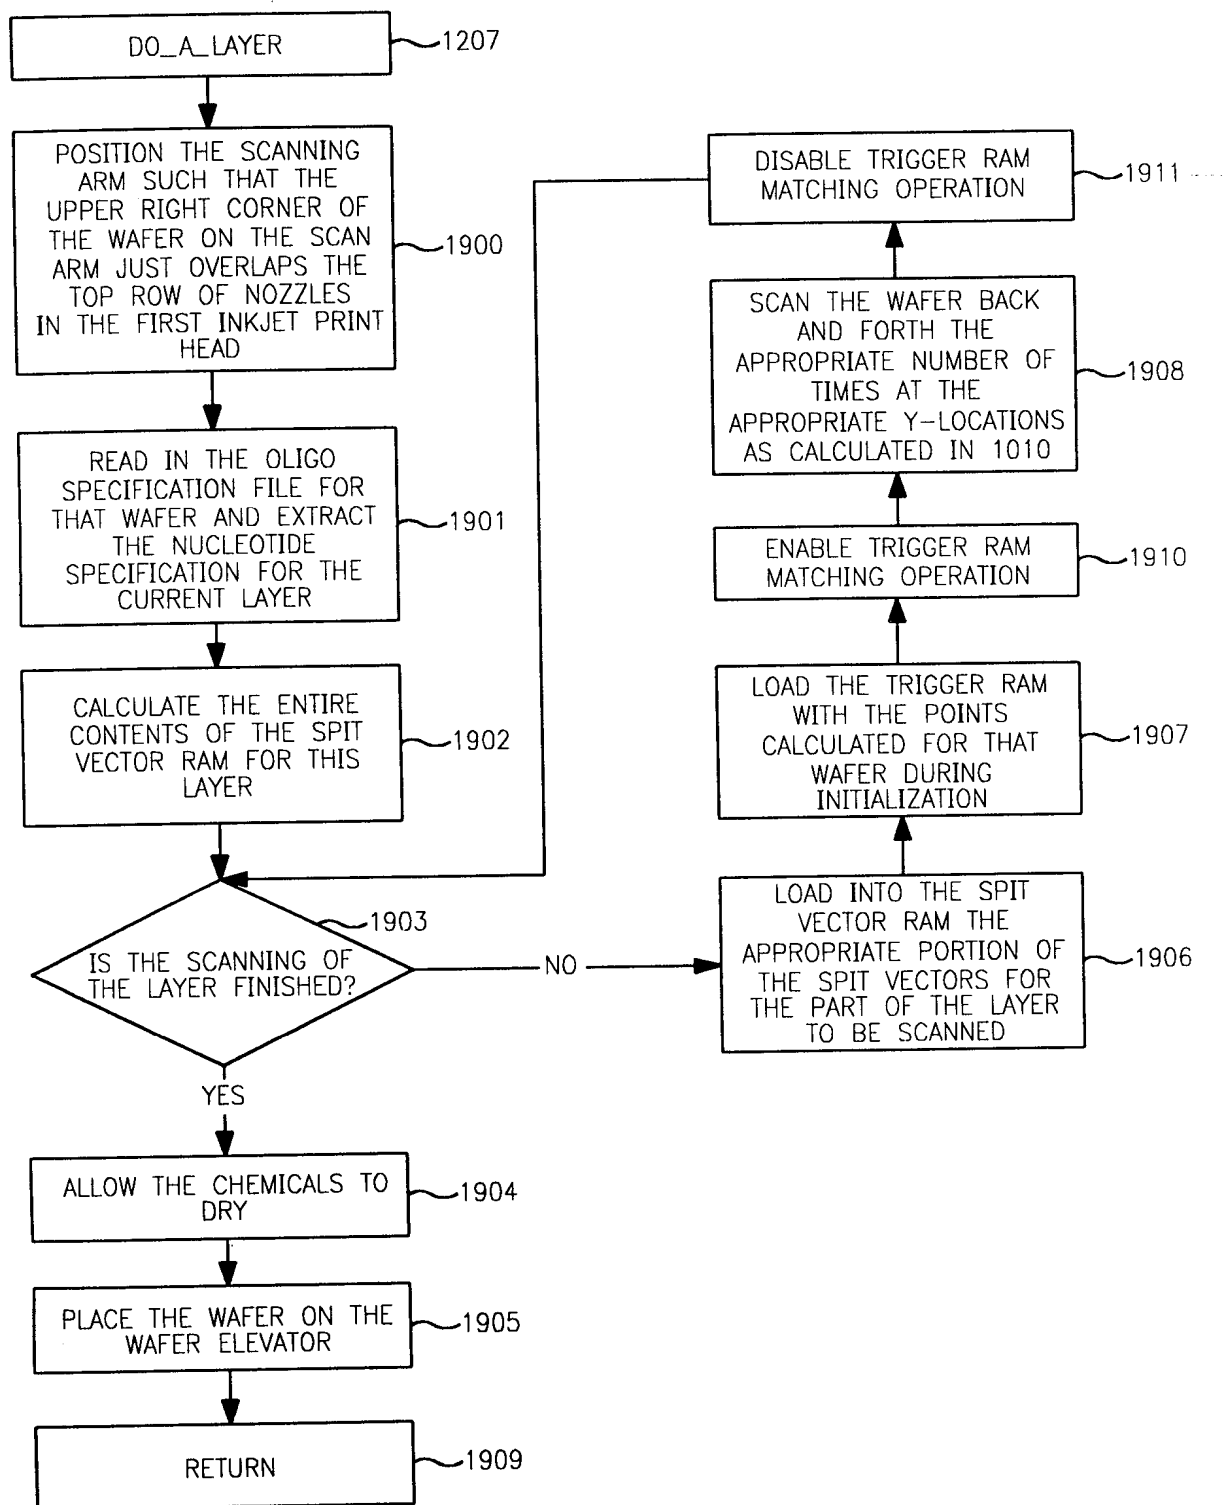 DO_A_LAYER
1207
POSITION THE SCANNING
ARM SUCH THAT THE
UPPER RIGHT CORNER OF
THE WAFER ON THE SCAN
ARM JUST OVERLAPS THE
TOP ROW OF NOZZLES
IN THE FIRST INKJET PRINT
HEAD
1900
READ IN THE OLIGO
SPECIFICATION FILE FOR
THAT WAFER AND EXTRACT
THE NUCLEOTIDE
SPECIFICATION FOR THE
CURRENT LAYER
1901
CALCULATE THE ENTIRE
CONTENTS OF THE SPIT
VECTOR RAM FOR THIS
LAYER
1902
IS THE SCANNING OF
THE LAYER FINISHED?
1903
NO
YES
ALLOW THE CHEMICALS TO
DRY
1904
PLACE THE WAFER ON THE
WAFER ELEVATOR
1905
RETURN
1909
DISABLE TRIGGER RAM
MATCHING OPERATION
1911
SCAN THE WAFER BACK
AND FORTH THE
APPROPRIATE NUMBER OF
TIMES AT THE
APPROPRIATE Y-LOCATIONS
AS CALCULATED IN 1010
1908
ENABLE TRIGGER RAM
MATCHING OPERATION
1910
LOAD THE TRIGGER RAM
WITH THE POINTS
CALCULATED FOR THAT
WAFER DURING
INITIALIZATION
1907
LOAD INTO THE SPIT
VECTOR RAM THE
APPROPRIATE PORTION OF
THE SPIT VECTORS FOR
THE PART OF THE LAYER
TO BE SCANNED
1906